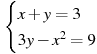 x + y = 3
3y − x² = 9